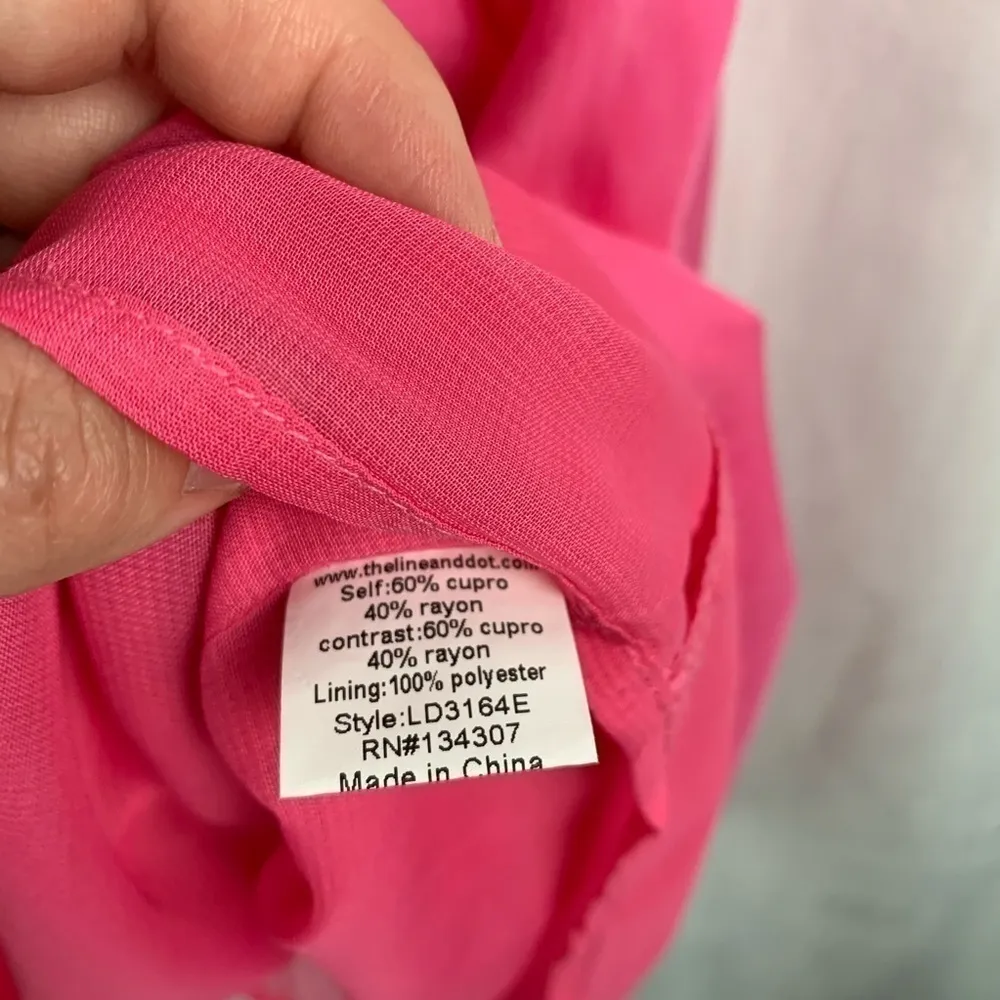 www.thelineanddot.com
Self:60% cupro
40% rayon
contrast:60% cupro
40% rayon
Lining:100% polyester
Style:LD3164E
RN#134307
Made in China